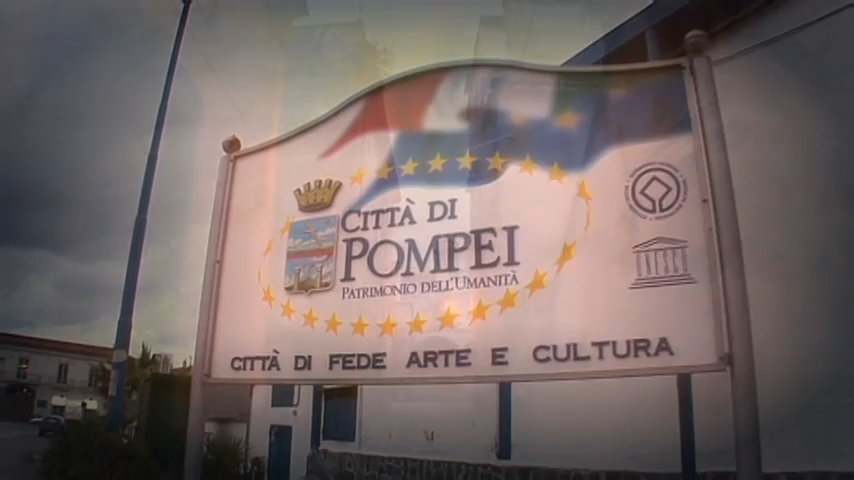 CITTÀ DI
POMPEI
PATRIMONIO DELL'UMANITÀ
UNESCO
CITTÀ DI FEDE ARTE E CULTURA